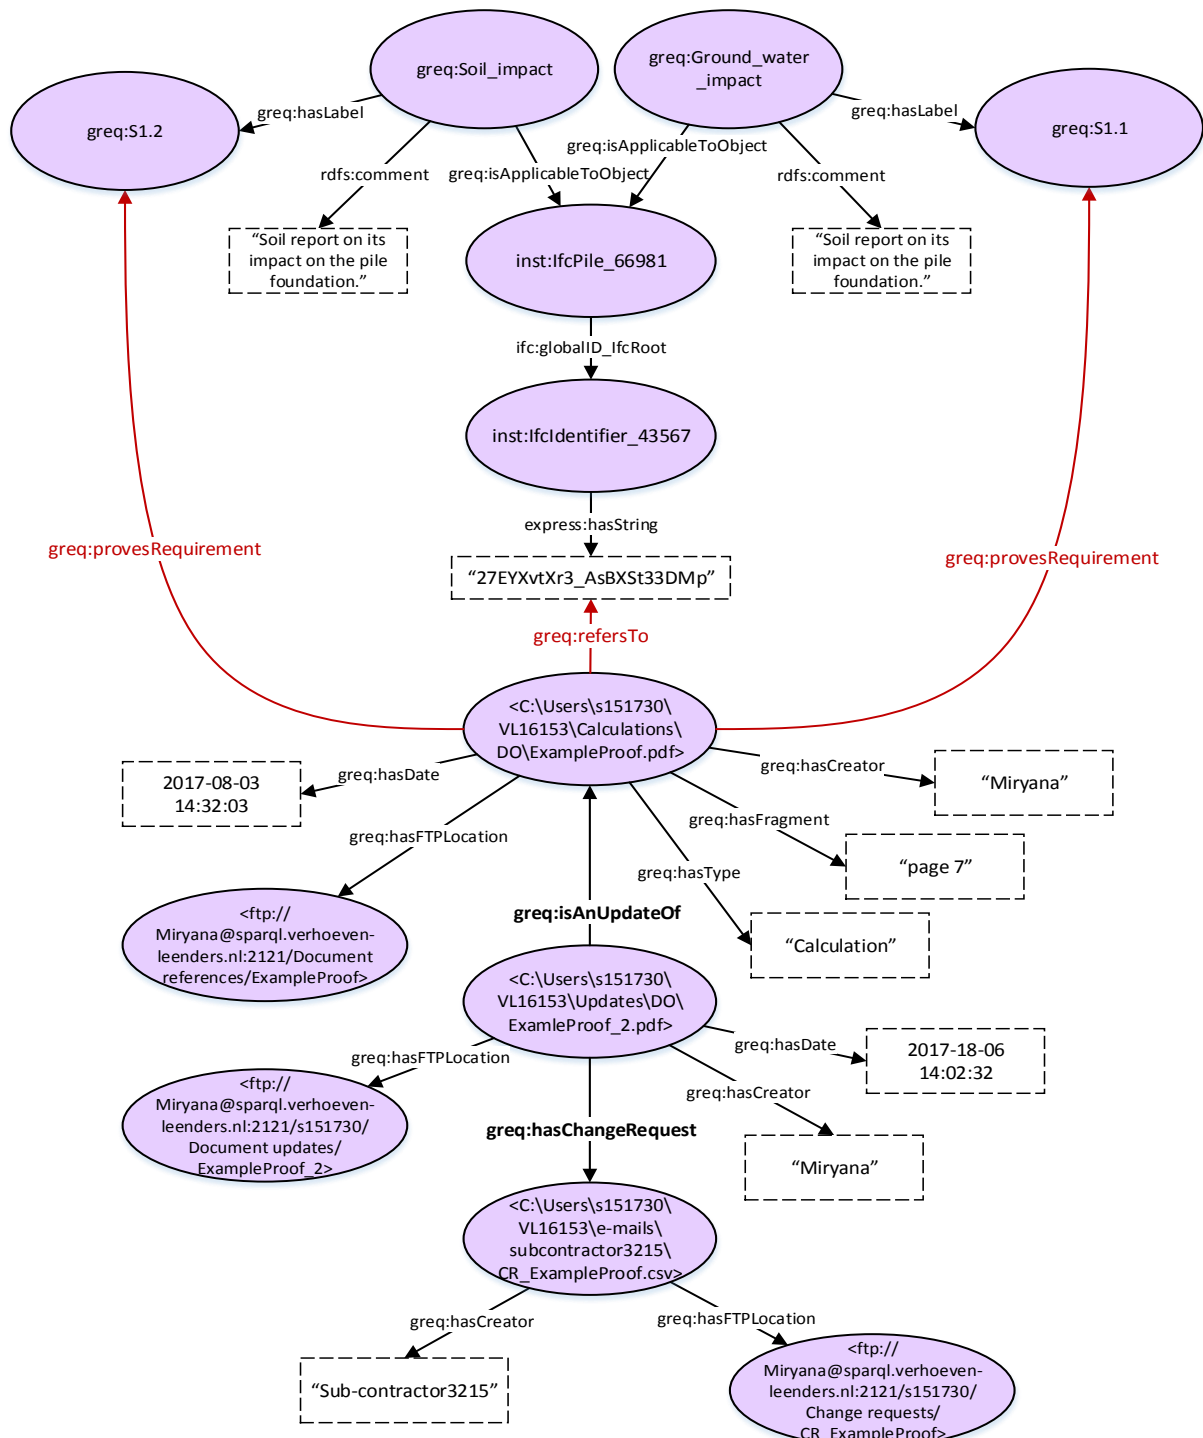 greq:Soil_impact
greq:Ground_water
_impact
greq:S1.2
greq:hasLabel
greq:hasLabel
greq:S1.1
greq:isApplicableToObject
rdfs:comment
greq:isApplicableToObject
rdfs:comment
“Soil report on its
impact on the pile
foundation.”
inst:IfcPile_66981
“Soil report on its
impact on the pile
foundation.”
ifc:globalID_IfcRoot
inst:IfcIdentifier_43567
express:hasString
greq:provesRequirement
greq:provesRequirement
“27EYXvtXr3_AsBXSt33DMp”
greq:refersTo
<C:\Users\s151730\
VL16153\Calculations\
DO\ExampleProof.pdf>
greq:hasDate
2017-08-03
14:32:03
greq:hasCreator
“Miryana”
greq:hasFTPLocation
greq:hasFragment
“page 7”
greq:hasType
greq:isAnUpdateOf
“Calculation”
<ftp://
Miryana@sparql.verhoeven-
leenders.nl:2121/Document
references/ExampleProof>
<C:\Users\s151730\
VL16153\Updates\DO\
ExamleProof_2.pdf>
greq:hasDate
2017-18-06
14:02:32
greq:hasFTPLocation
greq:hasCreator
<ftp://
Miryana@sparql.verhoeven-
leenders.nl:2121/s151730/
Document updates/
ExampleProof_2>
greq:hasChangeRequest
“Miryana”
<C:\Users\s151730\
VL16153\e-mails\
subcontractor3215\
CR_ExampleProof.csv>
greq:hasCreator
greq:hasFTPLocation
“Sub-contractor3215”
<ftp://
Miryana@sparql.verhoeven-
leenders.nl:2121/s151730/
Change requests/
CR_ExampleProof>